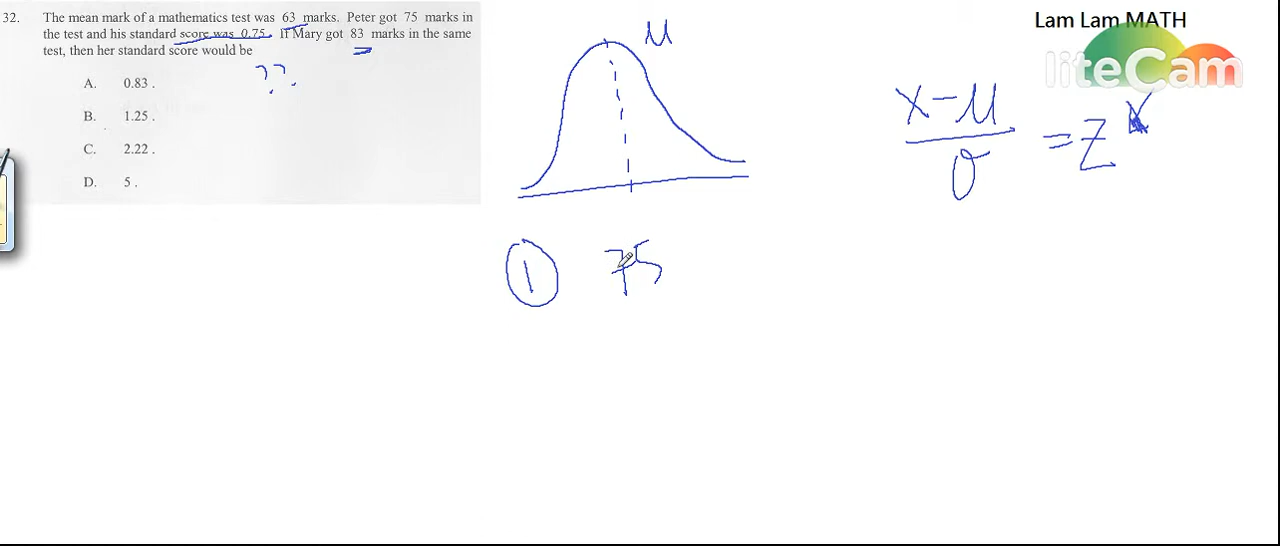 32. The mean mark of a mathematics test was 63 marks. Peter got 75 marks in
the test and his standard score was 0.75. If Mary got 83 marks in the same
test, then her standard score would be
??
A. 0.83 .
B. 1.25 .
C. 2.22 .
D. 5 .
μ
Lam Lam MATH
liteCam
x - μ
σ
= Z
1 75